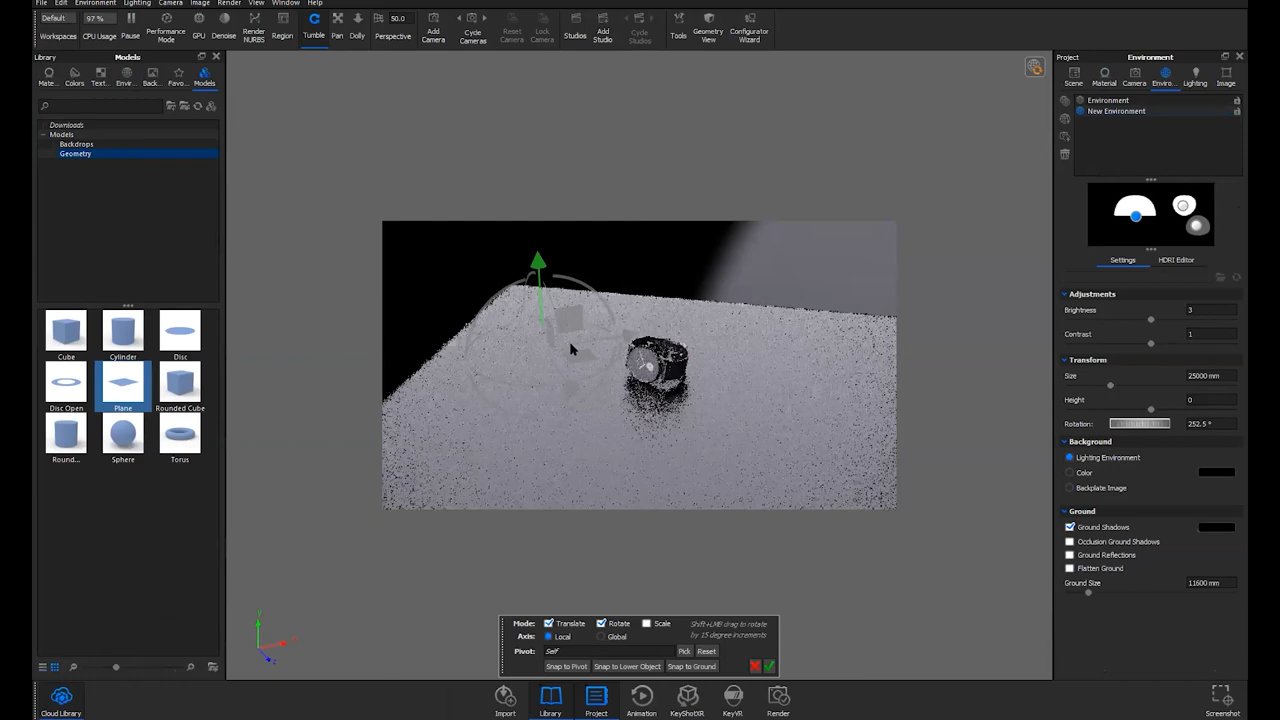 File Edit Environment Lighting Camera Image Render View Window Help
Default 97 % 50.0
Workspaces CPU Usage Pause Performance Mode GPU Denoise Render NURBS Region Tumble Pan Dolly Perspective Add Camera Cycle Cameras Reset Camera Lock Camera Studios Add Studio Cycle Studios Tools Geometry View Configurator Wizard
Library Models
Mate... Colors Text... Envir... Back... Favo... Models
Downloads
Models
Backdrops
Geometry
Cube Cylinder Disc
Disc Open Plane Rounded Cube
Round... Sphere Torus
Project Environment
Scene Material Camera Enviro... Lighting Image
Environment
New Environment
Settings HDRI Editor
Adjustments
Brightness 3
Contrast 1
Transform
Size 25000 mm
Height 0
Rotation: 252.5 °
Background
Lighting Environment
Color
Backplate Image
Ground
Ground Shadows
Occlusion Ground Shadows
Ground Reflections
Flatten Ground
Ground Size 11600 mm
Mode: Translate Rotate Scale Shift+LMB drag to rotate
by 15 degree increments
Axis: Local Global
Pivot: Self Pick Reset
Snap to Pivot Snap to Lower Object Snap to Ground
y
x
z
Cloud Library Import Library Project Animation KeyShotXR KeyVR Render Screenshot